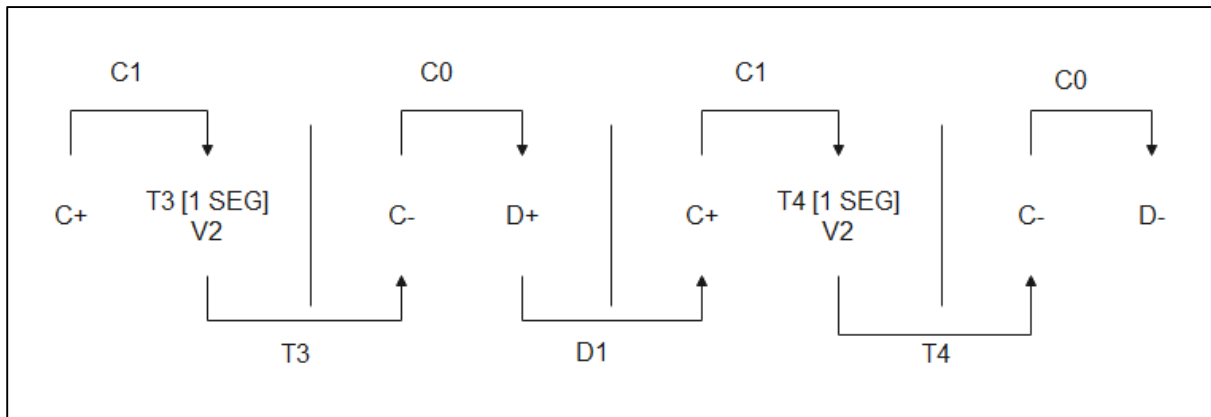 C1
C0
C1
C0
C+
T3 [1 SEG]
V2
C-
D+
C+
T4 [1 SEG]
V2
C-
D-
T3
D1
T4